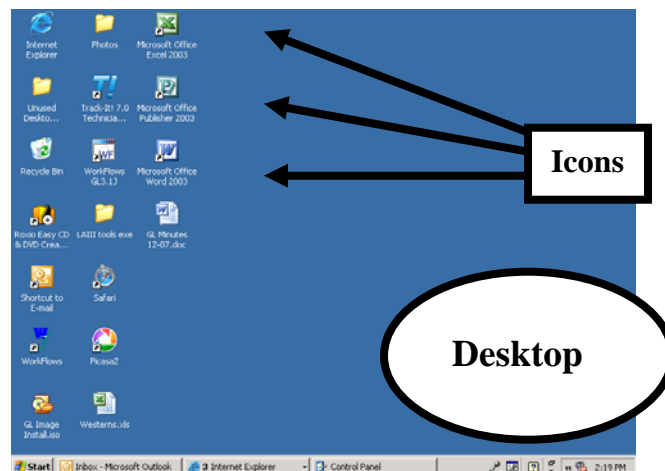 Internet
Explorer
Photos
Microsoft Office
Excel 2003
Unused
Deskto...
Track-It! 7.0
Technicia...
Microsoft Office
Publisher 2003
Recycle Bin
WorkFlows
GL3.1J
Microsoft Office
Word 2003
Icons
Roxio Easy CD
& DVD Crea...
LAIII tools exe
GL Minutes
12-07.doc
Shortcut to
E-mail
Safari
Desktop
WorkFlows
Picasa2
GL Image
Install.iso
Westerns.xls
Start
Inbox - Microsoft Outlook
3 Internet Explorer
Control Panel
2:19 PM